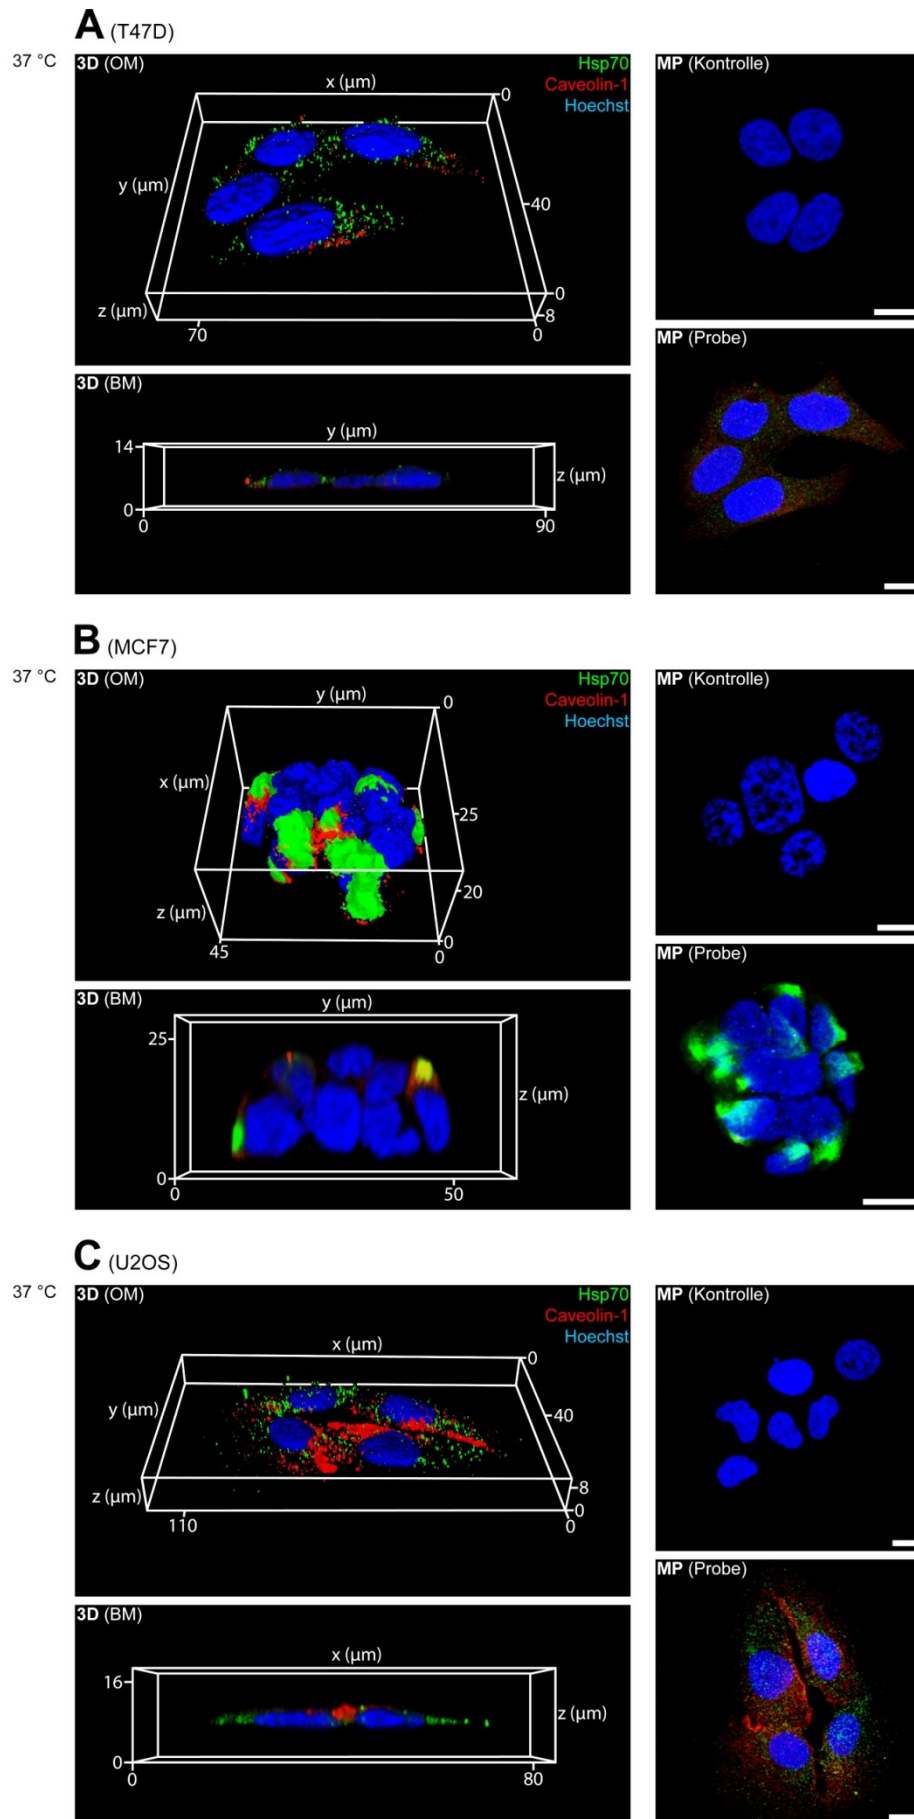 A (T47D)
37 °C
3D (OM)
Hsp70
Caveolin-1
Hoechst
x (µm)
0
y (µm)
40
z (µm)
0
8
70
0
MP (Kontrolle)
3D (BM)
y (µm)
14
z (µm)
0
0
90
MP (Probe)
B (MCF7)
37 °C
3D (OM)
Hsp70
Caveolin-1
Hoechst
y (µm)
0
x (µm)
25
z (µm)
20
0
45
0
MP (Kontrolle)
3D (BM)
y (µm)
25
z (µm)
0
0
50
MP (Probe)
C (U2OS)
37 °C
3D (OM)
Hsp70
Caveolin-1
Hoechst
x (µm)
0
y (µm)
40
z (µm)
8
0
110
0
MP (Kontrolle)
3D (BM)
x (µm)
16
z (µm)
0
0
80
MP (Probe)